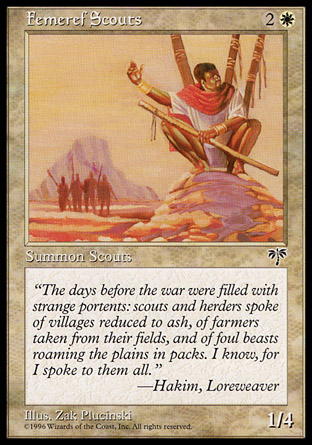 Femeref Scouts 2
Summon Scouts
“The days before the war were filled with
strange portents: scouts and herders spoke
of villages reduced to ash, of farmers
taken from their fields, and of foul beasts
roaming the plains in packs. I know, for
I spoke to them all.”
—Hakim, Loreweaver
Illus. Zak Plucinski
©1996 Wizards of the Coast, Inc. All rights reserved.
1/4